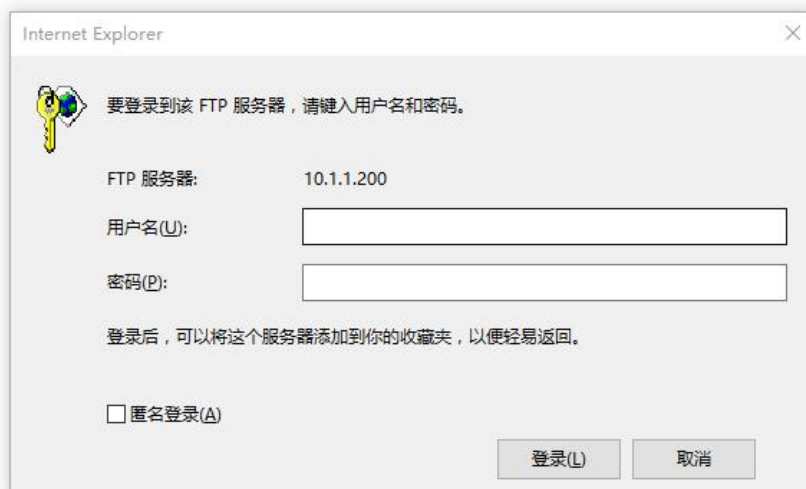 Internet Explorer
要登录到该 FTP 服务器，请键入用户名和密码。
FTP 服务器: 10.1.1.200
用户名(U):
密码(P):
登录后，可以将这个服务器添加到你的收藏夹，以便轻易返回。
匿名登录(A)
登录(L) 取消